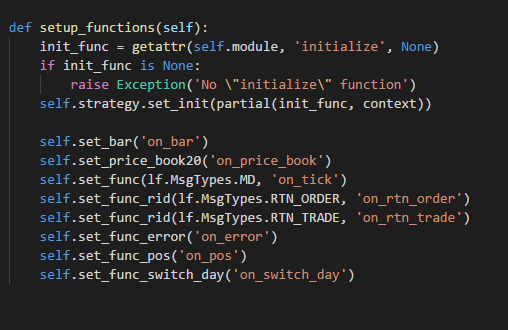 def setup_functions(self):
    init_func = getattr(self.module, 'initialize', None)
    if init_func is None:
        raise Exception('No \"initialize\" function')
    self.strategy.set_init(partial(init_func, context))

    self.set_bar('on_bar')
    self.set_price_book20('on_price_book')
    self.set_func(lf.MsgTypes.MD, 'on_tick')
    self.set_func_rid(lf.MsgTypes.RTN_ORDER, 'on_rtn_order')
    self.set_func_rid(lf.MsgTypes.RTN_TRADE, 'on_rtn_trade')
    self.set_func_error('on_error')
    self.set_func_pos('on_pos')
    self.set_func_switch_day('on_switch_day')